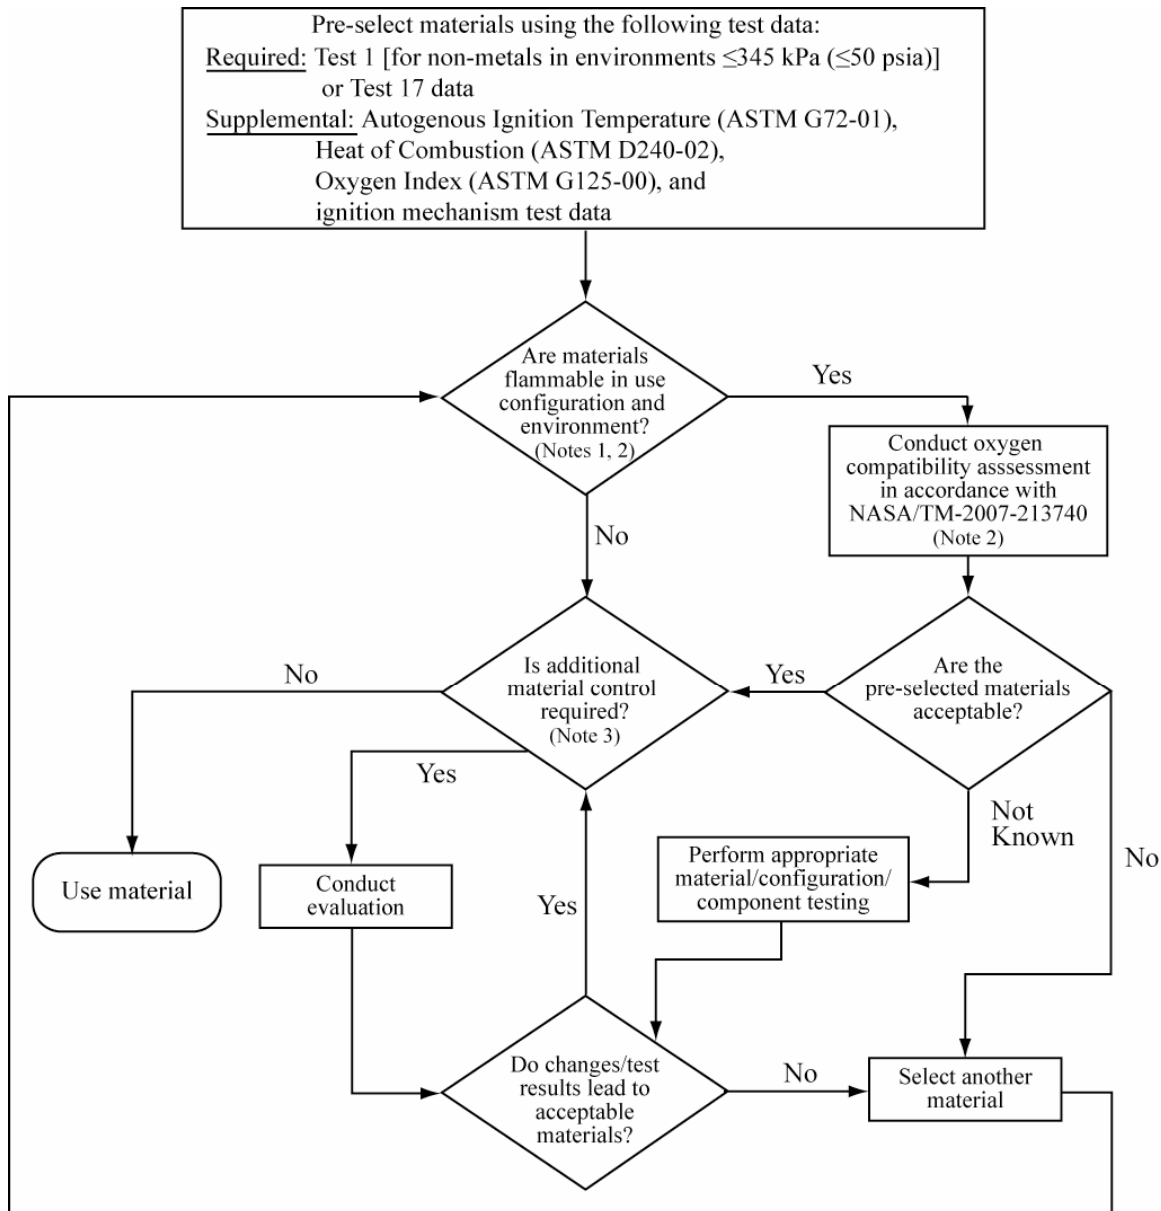 Pre-select materials using the following test data:
Required: Test 1 [for non-metals in environments ≤345 kPa (≤50 psia)]
or Test 17 data
Supplemental: Autogenous Ignition Temperature (ASTM G72-01),
Heat of Combustion (ASTM D240-02),
Oxygen Index (ASTM G125-00), and
ignition mechanism test data
Are materials
flammable in use
configuration and
environment?
(Notes 1, 2)
Yes
Conduct oxygen
compatibility asssessment
in accordance with
NASA/TM-2007-213740
(Note 2)
No
Is additional
material control
required?
(Note 3)
No
Yes
Are the
pre-selected materials
acceptable?
Yes
Not
Known
No
Use material
Conduct
evaluation
Yes
Perform appropriate
material/configuration/
component testing
Do changes/test
results lead to
acceptable
materials?
No
Select another
material